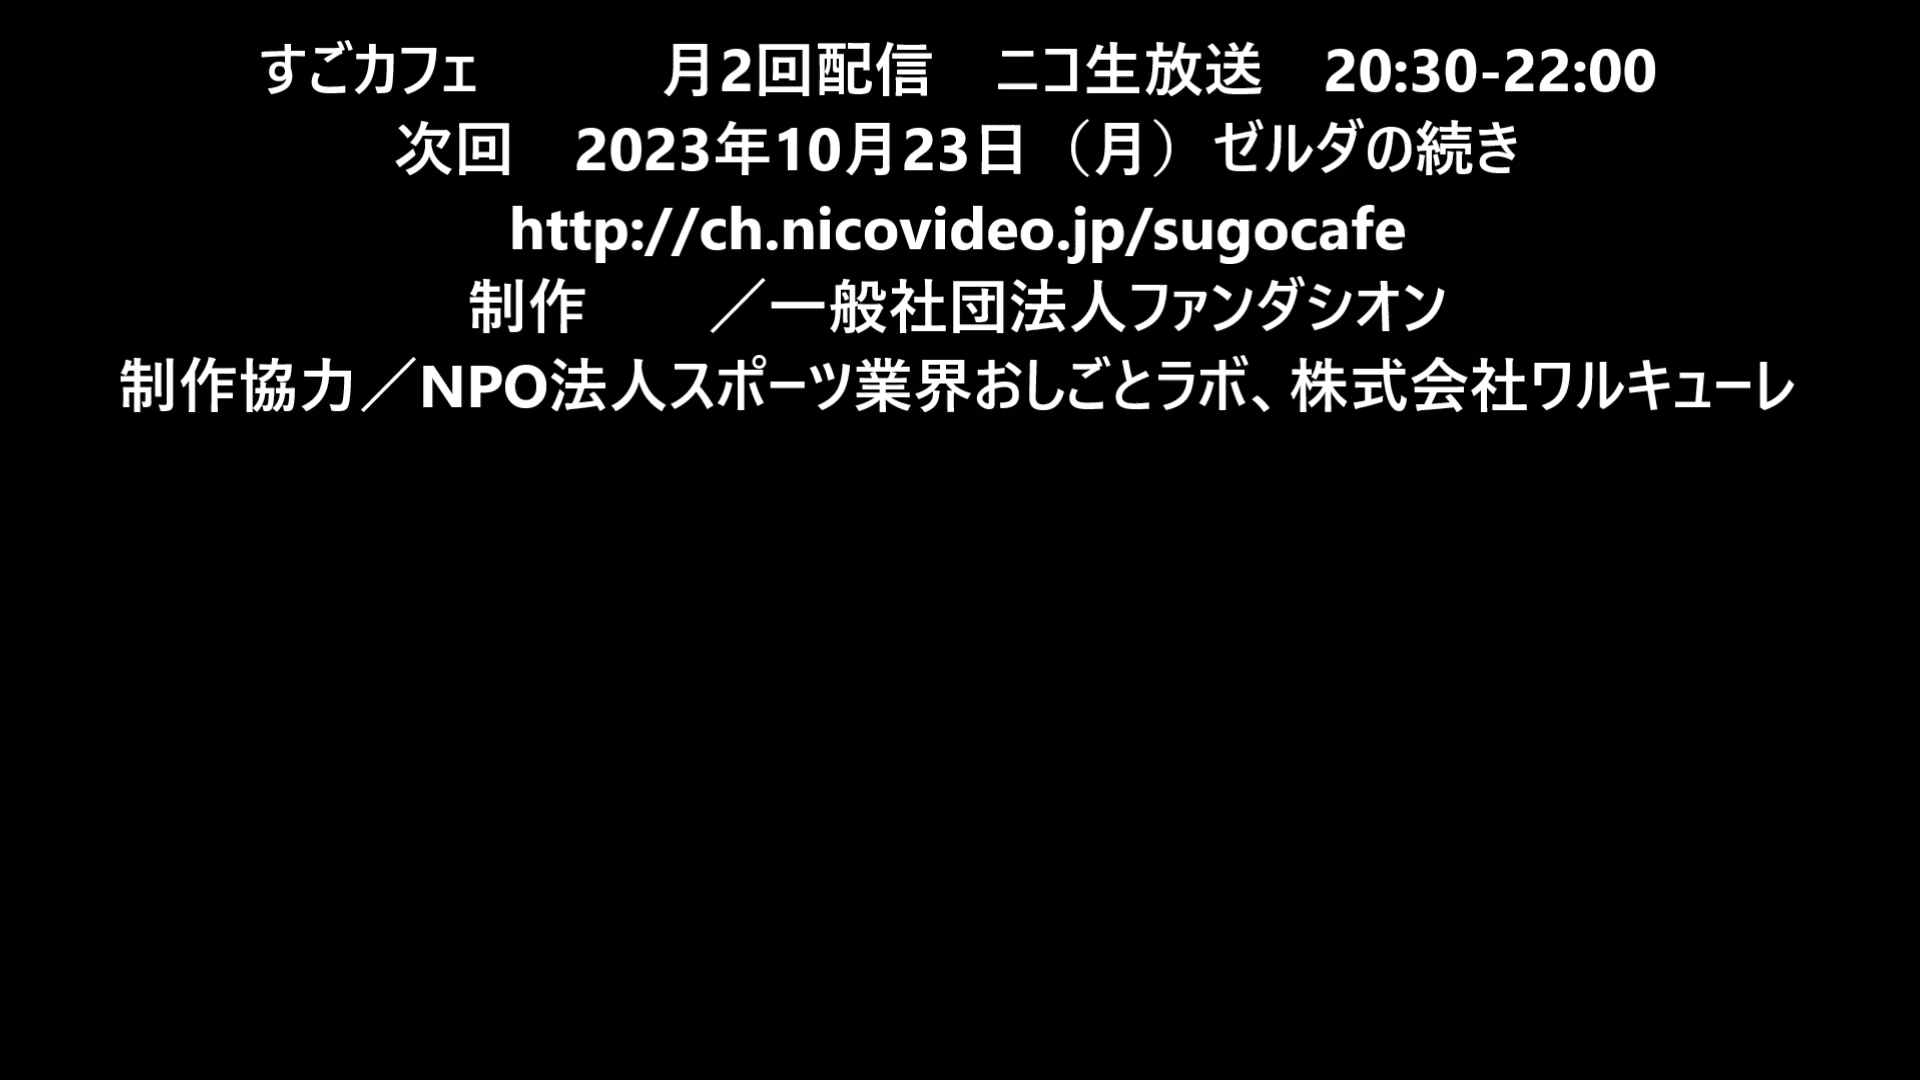 すごカフェ　　　月2回配信　ニコ生放送　20:30-22:00
次回　2023年10月23日（月）ゼルダの続き
http://ch.nicovideo.jp/sugocafe
制作　　／一般社団法人ファンダシオン
制作協力／NPO法人スポーツ業界おしごとラボ、株式会社ワルキューレ